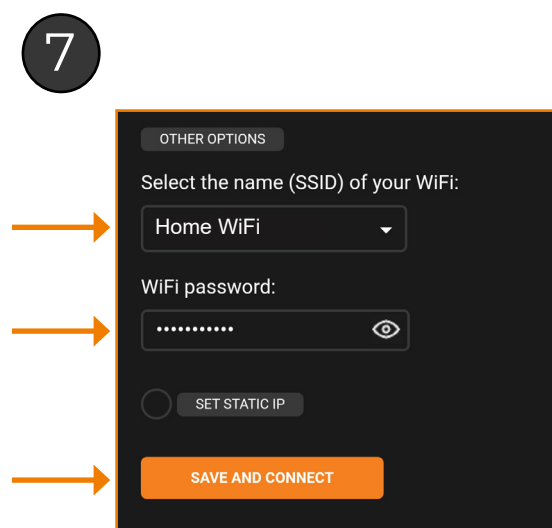 7
OTHER OPTIONS
Select the name (SSID) of your WiFi:
Home WiFi
WiFi password:
•••••••••••
SET STATIC IP
SAVE AND CONNECT